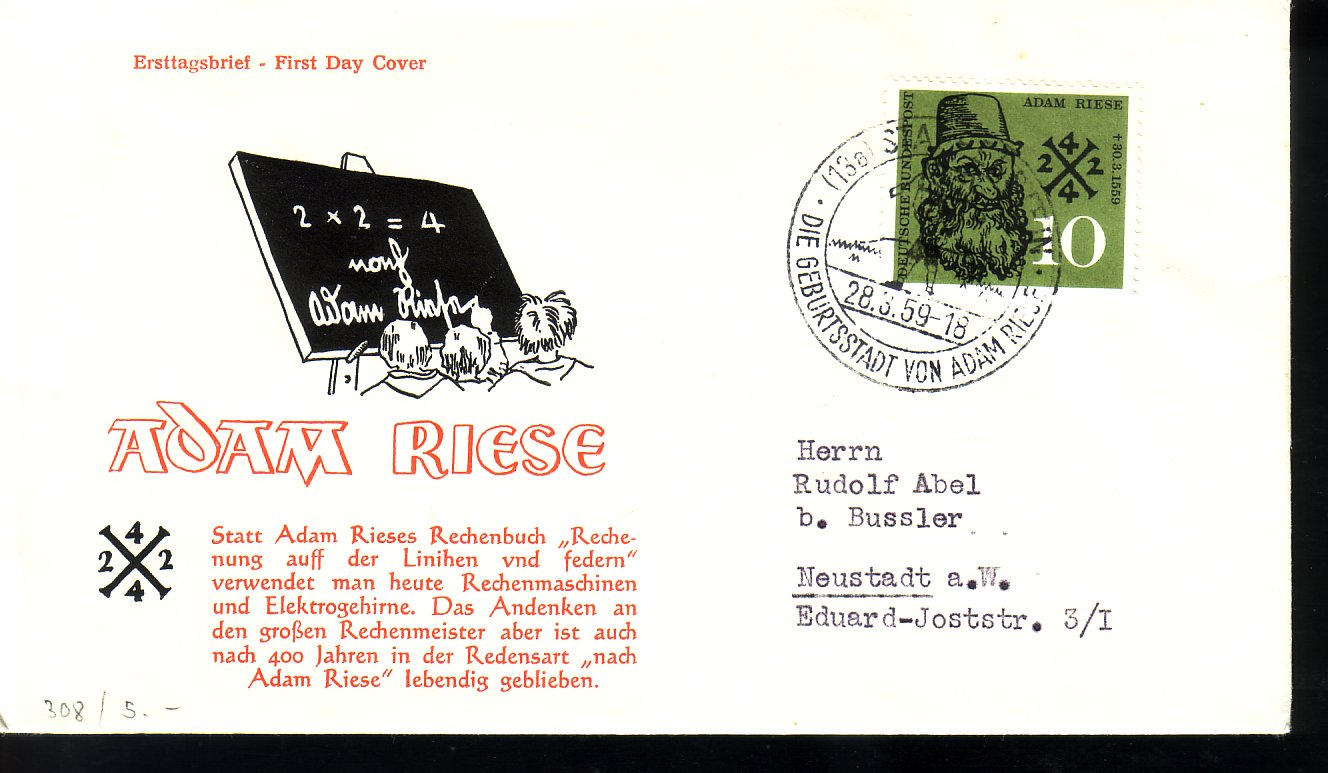 Ersttagsbrief - First Day Cover
2 × 2 = 4
nach
Adam Riese
ADAM RIESE
4
2 2
4
Statt Adam Rieses Rechenbuch „Reche-
nung auff der Linihen vnd federn“
verwendet man heute Rechenmaschinen
und Elektrogehirne. Das Andenken an
den großen Rechenmeister aber ist auch
nach 400 Jahren in der Redensart „nach
Adam Riese“ lebendig geblieben.
308 / 5. –
DEUTSCHE BUNDESPOST
ADAM RIESE
† 30.3.1559
4
2 2
4
10
(13a)
28.3.59-18
DIE GEBURTSSTADT VON ADAM RIESE
Herrn
Rudolf Abel
b. Bussler
Neustadt a.W.
Eduard-Joststr. 3/I